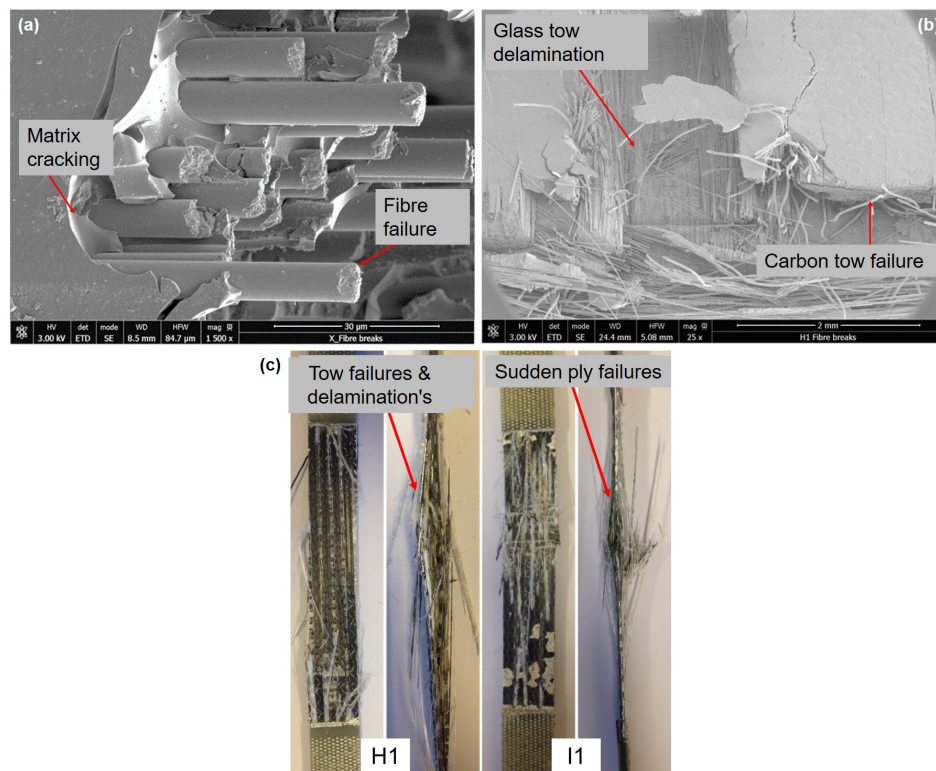 (a)
Matrix
cracking
Fibre
failure
HV det mode WD HFW mag
3.00 kV ETD SE 8.5 mm 84.7 µm 1 500 x
30 µm
X_Fibre breaks
(b)
Glass tow
delamination
Carbon tow failure
HV det mode WD HFW mag
3.00 kV ETD SE 24.4 mm 5.08 mm 25 x
2 mm
H1 Fibre breaks
(c)
Tow failures &
delamination's
Sudden ply failures
H1
I1